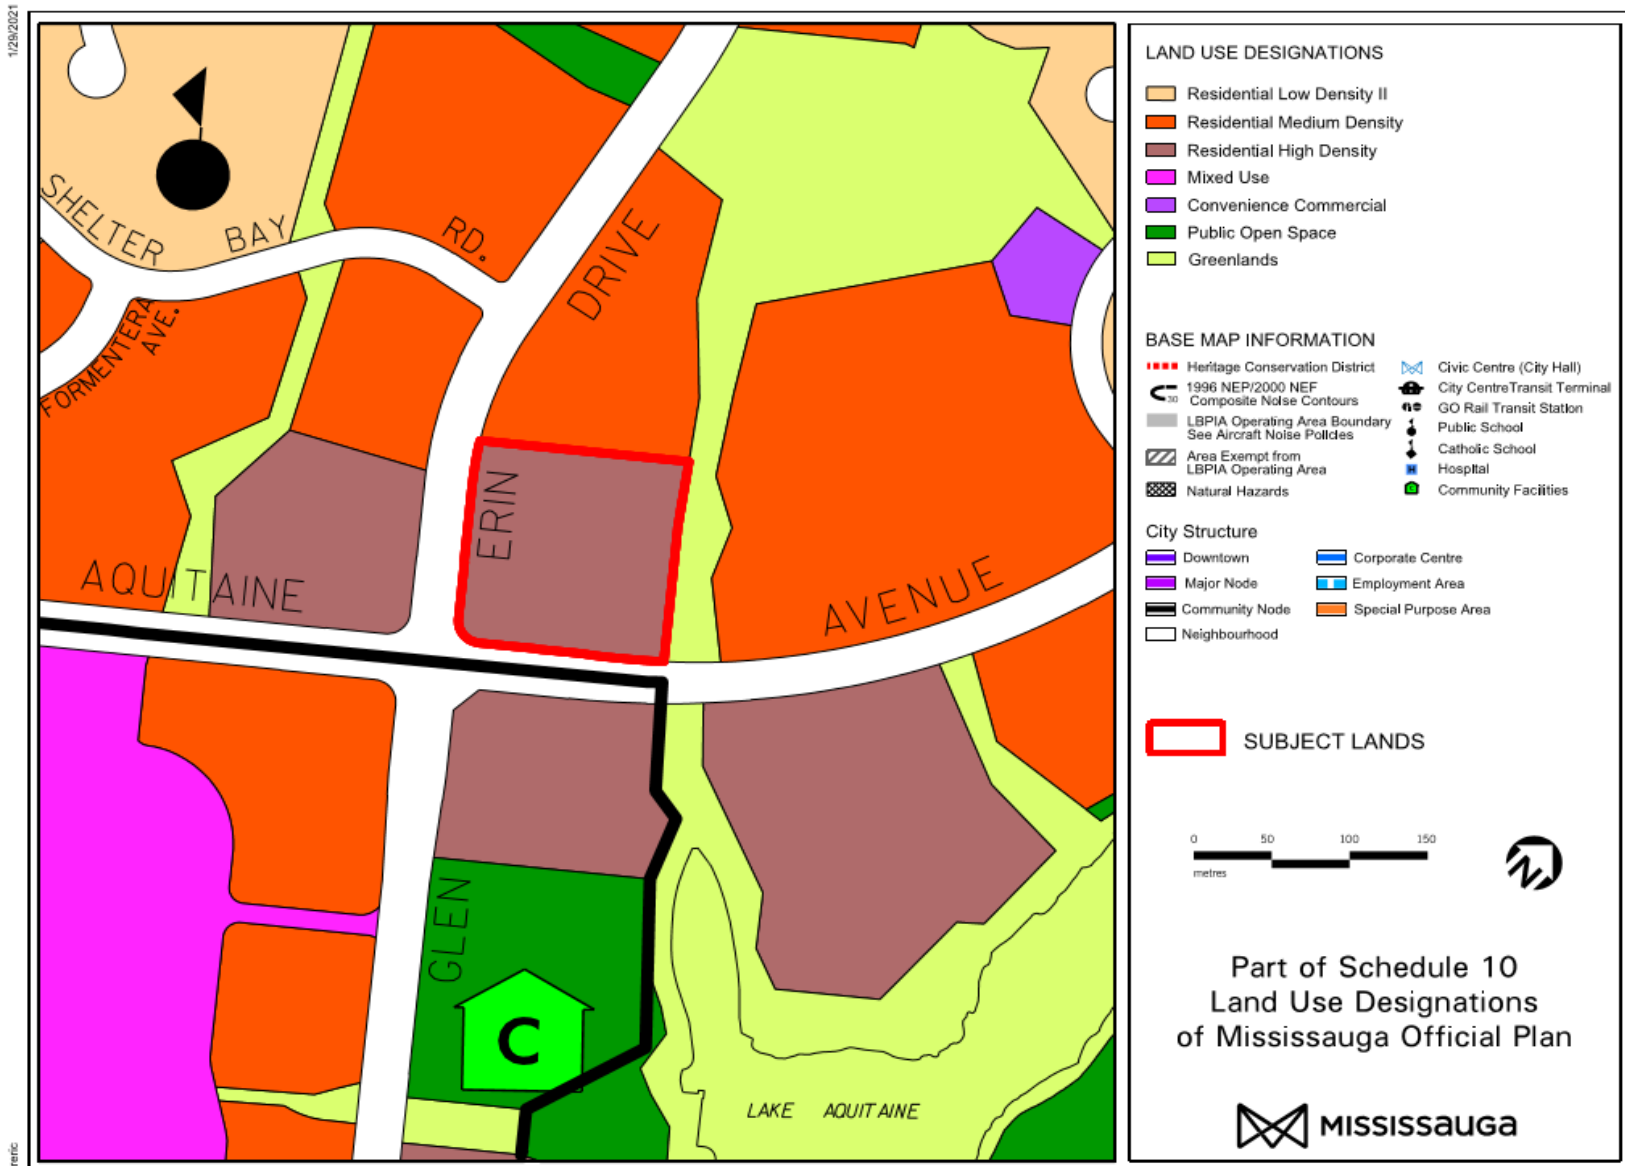 1/29/2021
SHELTER BAY RD.
FORMENTERA
AVE.
ERIN
DRIVE
AQUITAINE
AVENUE
GLEN
C
LAKE AQUITAINE
LAND USE DESIGNATIONS
Residential Low Density II
Residential Medium Density
Residential High Density
Mixed Use
Convenience Commercial
Public Open Space
Greenlands
BASE MAP INFORMATION
Heritage Conservation District
1996 NEP/2000 NEF
Composite Noise Contours
30
LBPIA Operating Area Boundary
See Aircraft Noise Policies
Area Exempt from
LBPIA Operating Area
Natural Hazards
Civic Centre (City Hall)
City CentreTransit Terminal
GO Rail Transit Station
Public School
Catholic School
H
Hospital
Community Facilities
City Structure
Downtown
Major Node
Community Node
Neighbourhood
Corporate Centre
Employment Area
Special Purpose Area
SUBJECT LANDS
0 50 100 150
metres
N
Part of Schedule 10
Land Use Designations
of Mississauga Official Plan
MISSISSAUGA